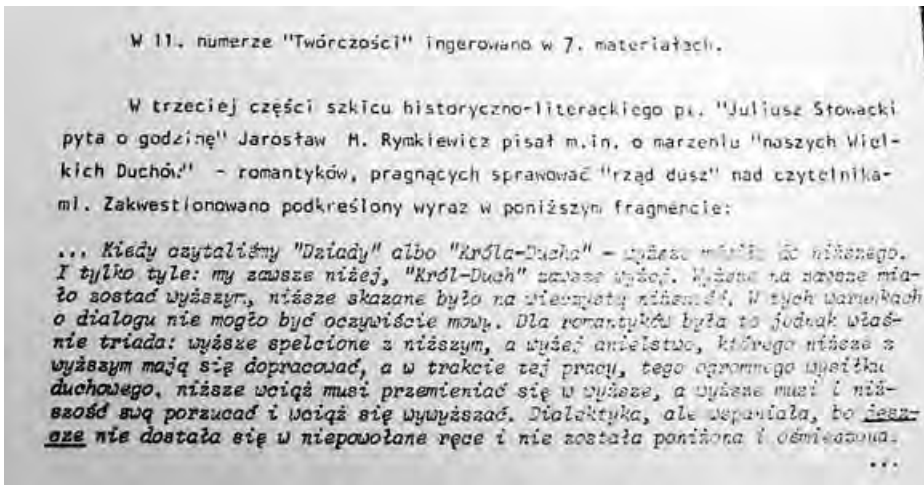 W 11. numerze "Twórczości" ingerowano w 7. materiałach.
W trzeciej części szkicu historyczno-literackiego pt. "Juliusz Słowacki
pyta o godzinę" Jarosław M. Rymkiewicz pisał m.in. o marzeniu "naszych Wiel-
kich Duchów" - romantyków, pragnących sprawować "rząd dusz" nad czytelnika-
mi. Zakwestionowano podkreślony wyraz w poniższym fragmencie:
... Kiedy czytaliśmy "Dziady" albo "Króla-Ducha" - wyższe mówiło do niższego.
I tylko tyle: my zawsze niżej, "Król-Duch" zawsze wyżej. Wyższe na zawsze mia-
ło zostać wyższym, niższe skazane było na wieczystą niższość. W tych warunkach
o dialogu nie mogło być oczywiście mowy. Dla romantyków była to jednak właś-
nie triada: wyższe spelcione z niższym, a wyżej anielstwo, którego niższe z
wyższym mają się dopracować, a w trakcie tej pracy, tego ogromnego wysiłku
duchowego, niższe wciąż musi przemieniać się w wyższe, a wyższe musi i niż-
szość swą porzucać i wciąż się wywyższać. Dialektyka, ale wspaniała, bo jesz-
cze nie dostała się w niepowołane ręce i nie została poniżona i ośmieszona.
...